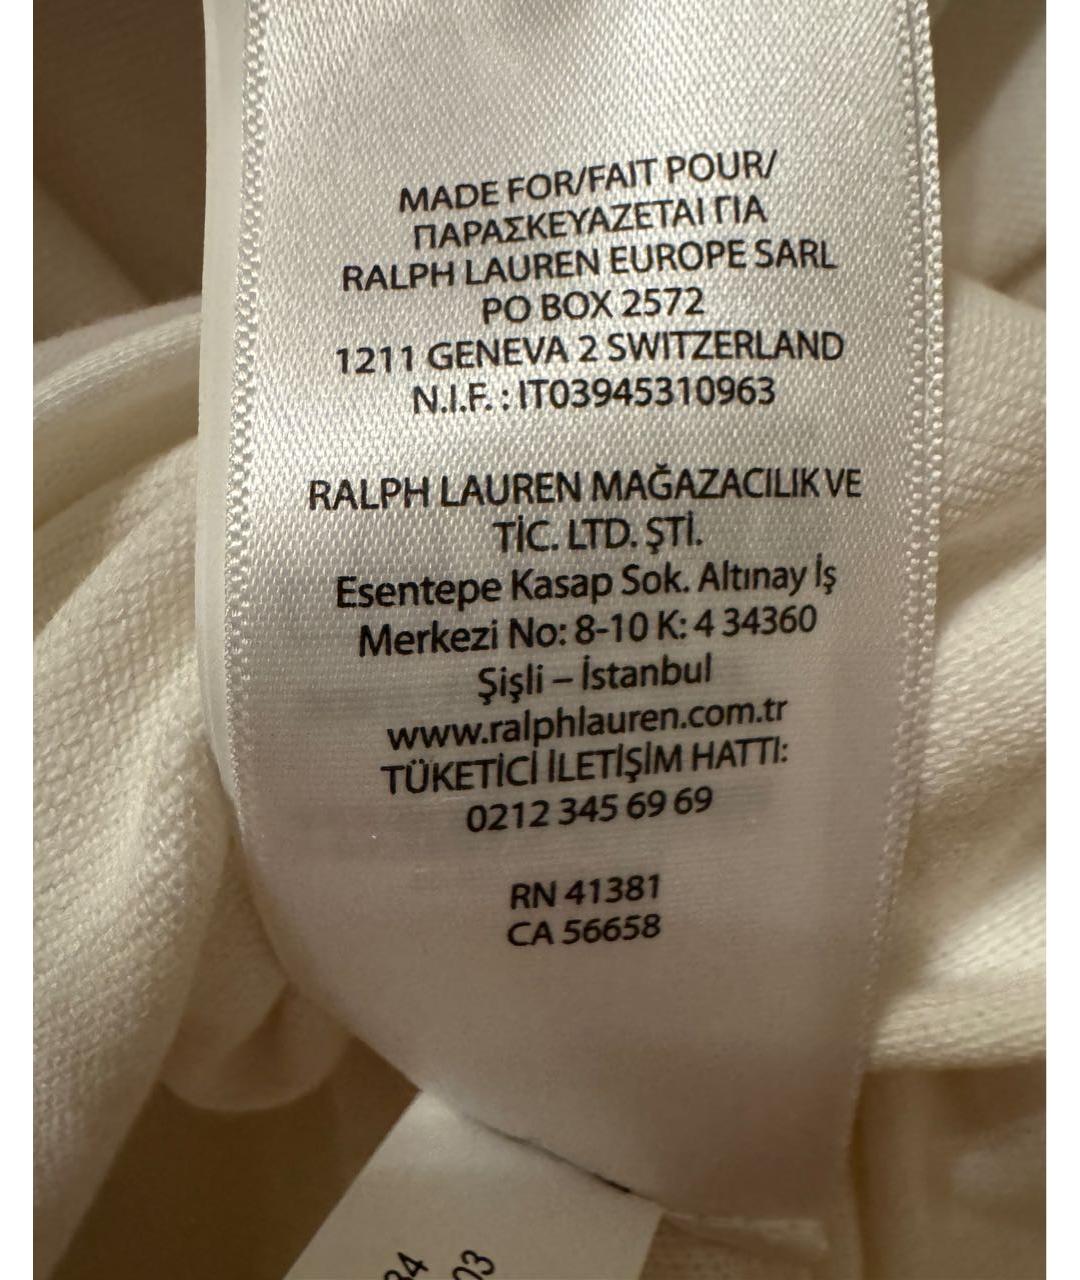 MADE FOR/FAIT POUR/
ΠΑΡΑΣΚΕΥΑΖΕΤΑΙ ΓΙΑ
RALPH LAUREN EUROPE SARL
PO BOX 2572
1211 GENEVA 2 SWITZERLAND
N.I.F. : IT03945310963
RALPH LAUREN MAĞAZACILIK VE
TİC. LTD. ŞTİ.
Esentepe Kasap Sok. Altınay İş
Merkezi No: 8-10 K: 4 34360
Şişli – İstanbul
www.ralphlauren.com.tr
TÜKETİCİ İLETİŞİM HATTI:
0212 345 69 69
RN 41381
CA 56658